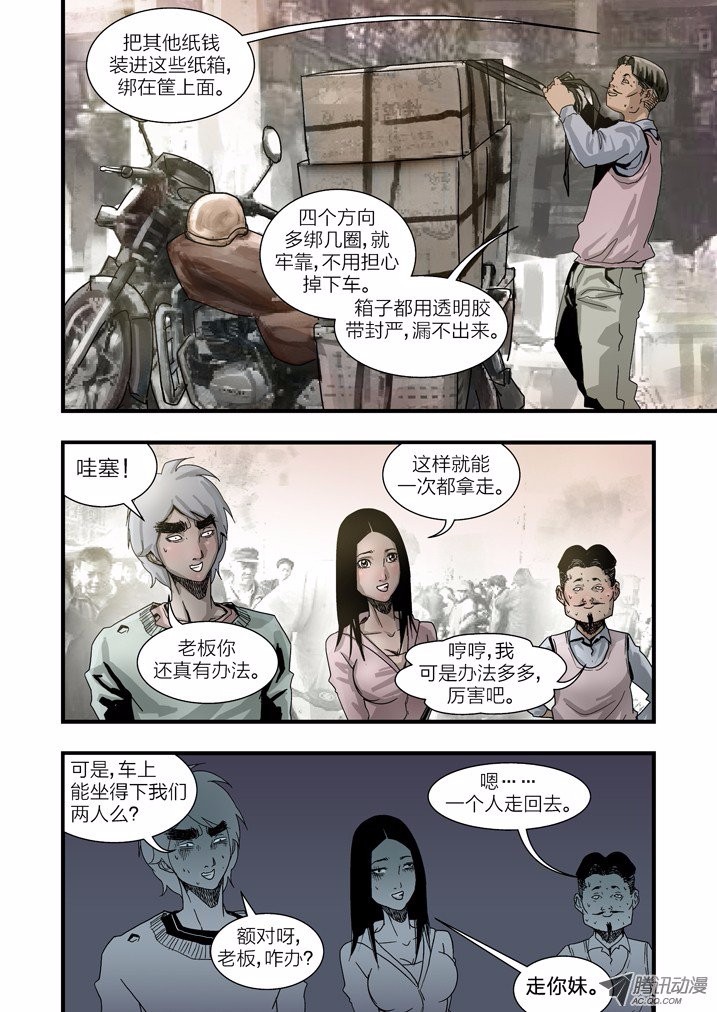 把其他纸钱
装进这些纸箱,
绑在筐上面。
四个方向
多绑几圈,就
牢靠,不用担心
掉下车。
箱子都用透明胶
带封严,漏不出来。
哇塞!
这样就能
一次都拿走。
老板你
还真有办法。
哼哼,我
可是办法多多,
厉害吧。
可是,车上
能坐得下我们
两人么?
嗯……
一个人走回去。
额对呀,
老板,咋办?
走你妹。
腾讯动漫
AC.QQ.COM